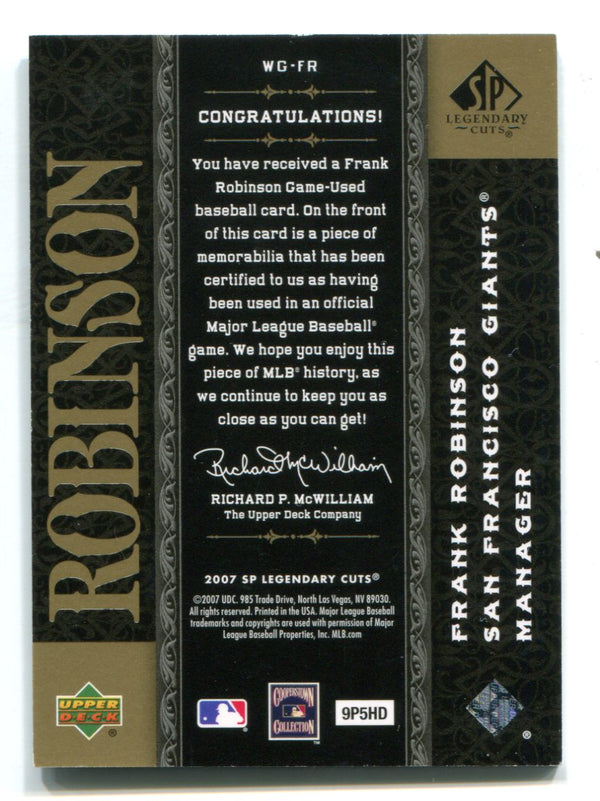 WG-FR
CONGRATULATIONS!
You have received a Frank
Robinson Game-Used
baseball card. On the front
of this card is a piece of
memorabilia that has been
certified to us as having
been used in an official
Major League Baseball®
game. We hope you enjoy this
piece of MLB® history, as
we continue to keep you as
close as you can get!
Richard P. McWilliam
RICHARD P. McWILLIAM
The Upper Deck Company
2007 SP LEGENDARY CUTS®
©2007 UDC. 985 Trade Drive, North Las Vegas, NV 89030.
All rights reserved. Printed in the USA. Major League Baseball
trademarks and copyrights are used with permission of Major
League Baseball Properties, Inc. MLB.com
COOPERSTOWN
COLLECTION
™
9P5HD
ROBINSON
UPPER
DECK
®
SP
LEGENDARY
~CUTS~®
FRANK ROBINSON
SAN FRANCISCO GIANTS®
MANAGER
®